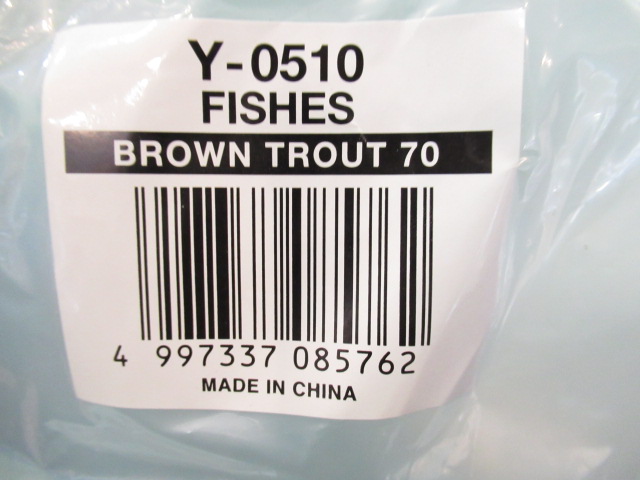 Y-0510
FISHES
BROWN TROUT 70
4 997337 085762
MADE IN CHINA